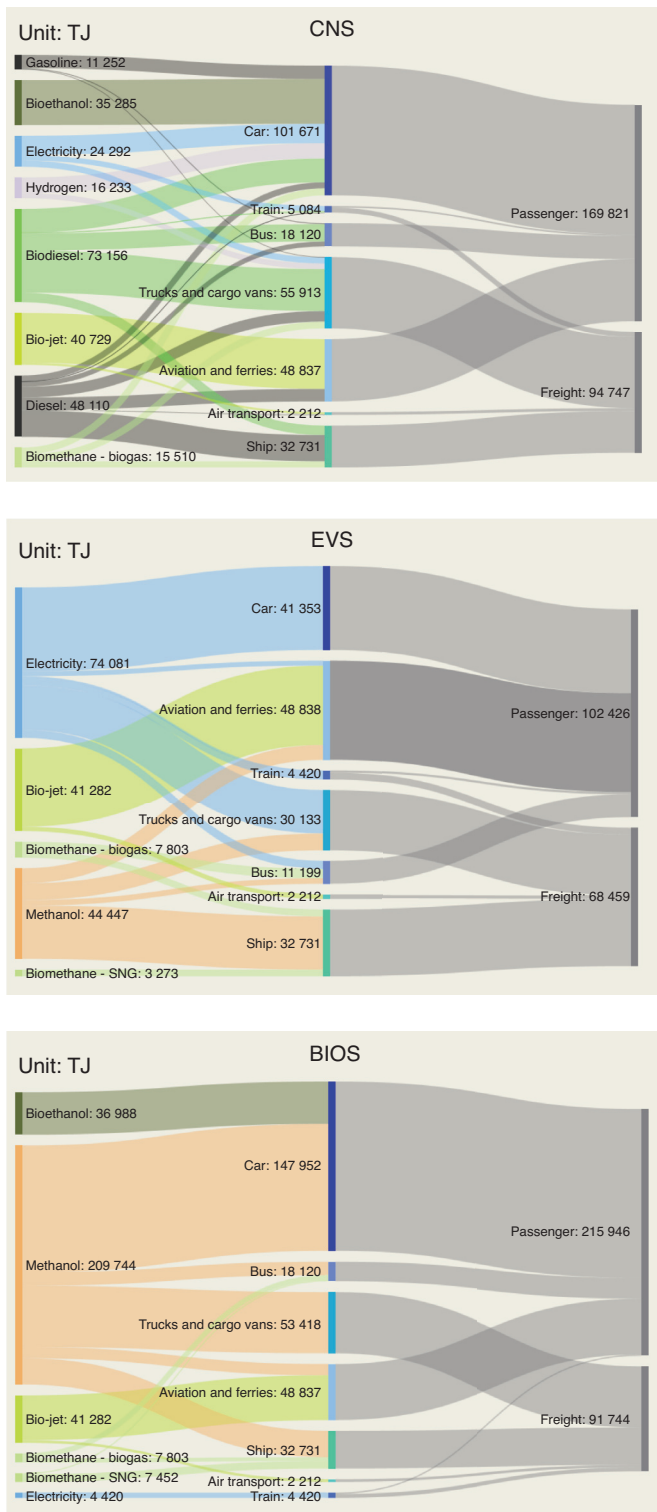 Unit: TJ
CNS
Gasoline: 11 252
Bioethanol: 35 285
Car: 101 671
Electricity: 24 292
Hydrogen: 16 233
Train: 5 084
Passenger: 169 821
Bus: 18 120
Biodiesel: 73 156
Trucks and cargo vans: 55 913
Bio-jet: 40 729
Aviation and ferries: 48 837
Freight: 94 747
Diesel: 48 110
Air transport: 2 212
Ship: 32 731
Biomethane - biogas: 15 510
Unit: TJ
EVS
Car: 41 353
Electricity: 74 081
Aviation and ferries: 48 838
Passenger: 102 426
Train: 4 420
Bio-jet: 41 282
Trucks and cargo vans: 30 133
Biomethane - biogas: 7 803
Bus: 11 199
Air transport: 2 212
Freight: 68 459
Methanol: 44 447
Ship: 32 731
Biomethane - SNG: 3 273
Unit: TJ
BIOS
Bioethanol: 36 988
Car: 147 952
Passenger: 215 946
Methanol: 209 744
Bus: 18 120
Trucks and cargo vans: 53 418
Aviation and ferries: 48 837
Bio-jet: 41 282
Freight: 91 744
Ship: 32 731
Biomethane - biogas: 7 803
Biomethane - SNG: 7 452
Air transport: 2 212
Electricity: 4 420
Train: 4 420